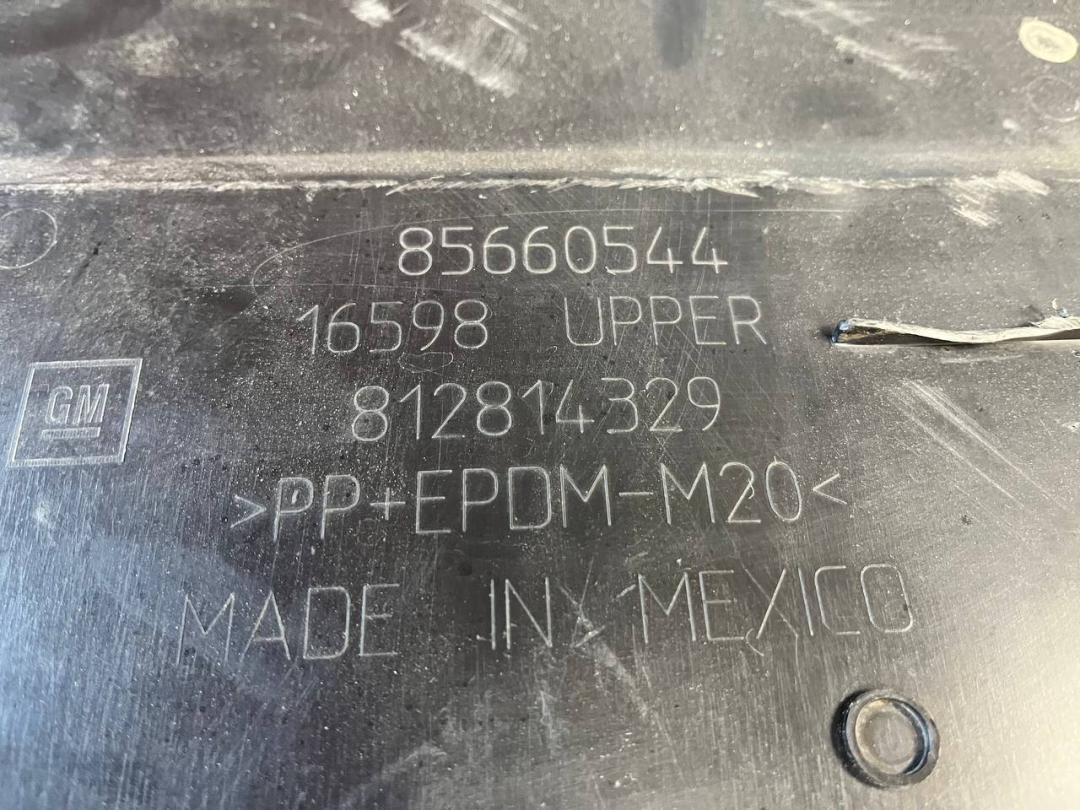 85660544
16598 UPPER
GM
812814329
>PP+EPDM-M20<
MADE IN MEXICO